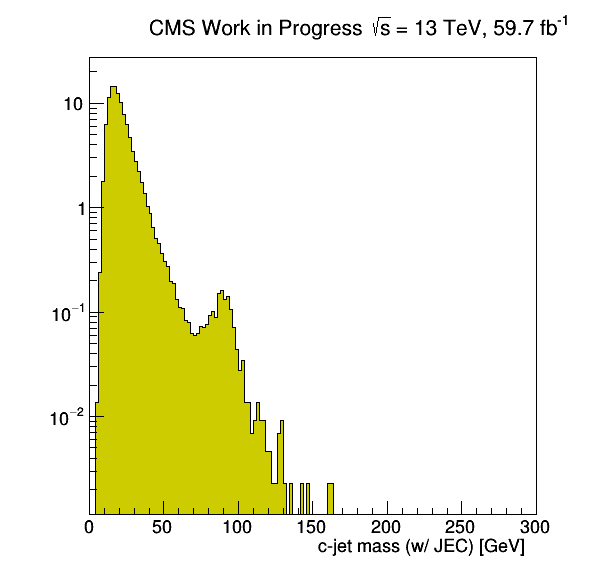 CMS Work in Progress √s = 13 TeV, 59.7 fb⁻¹
10
1
10⁻¹
10⁻²
0 50 100 150 200 250 300
c-jet mass (w/ JEC) [GeV]